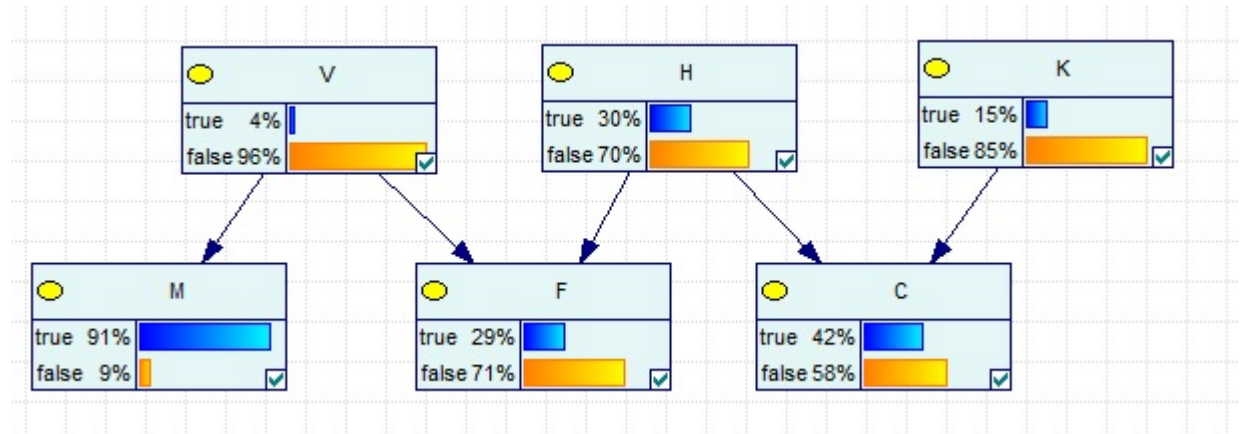 V
true 4%
false 96%
H
true 30%
false 70%
K
true 15%
false 85%
M
true 91%
false 9%
F
true 29%
false 71%
C
true 42%
false 58%